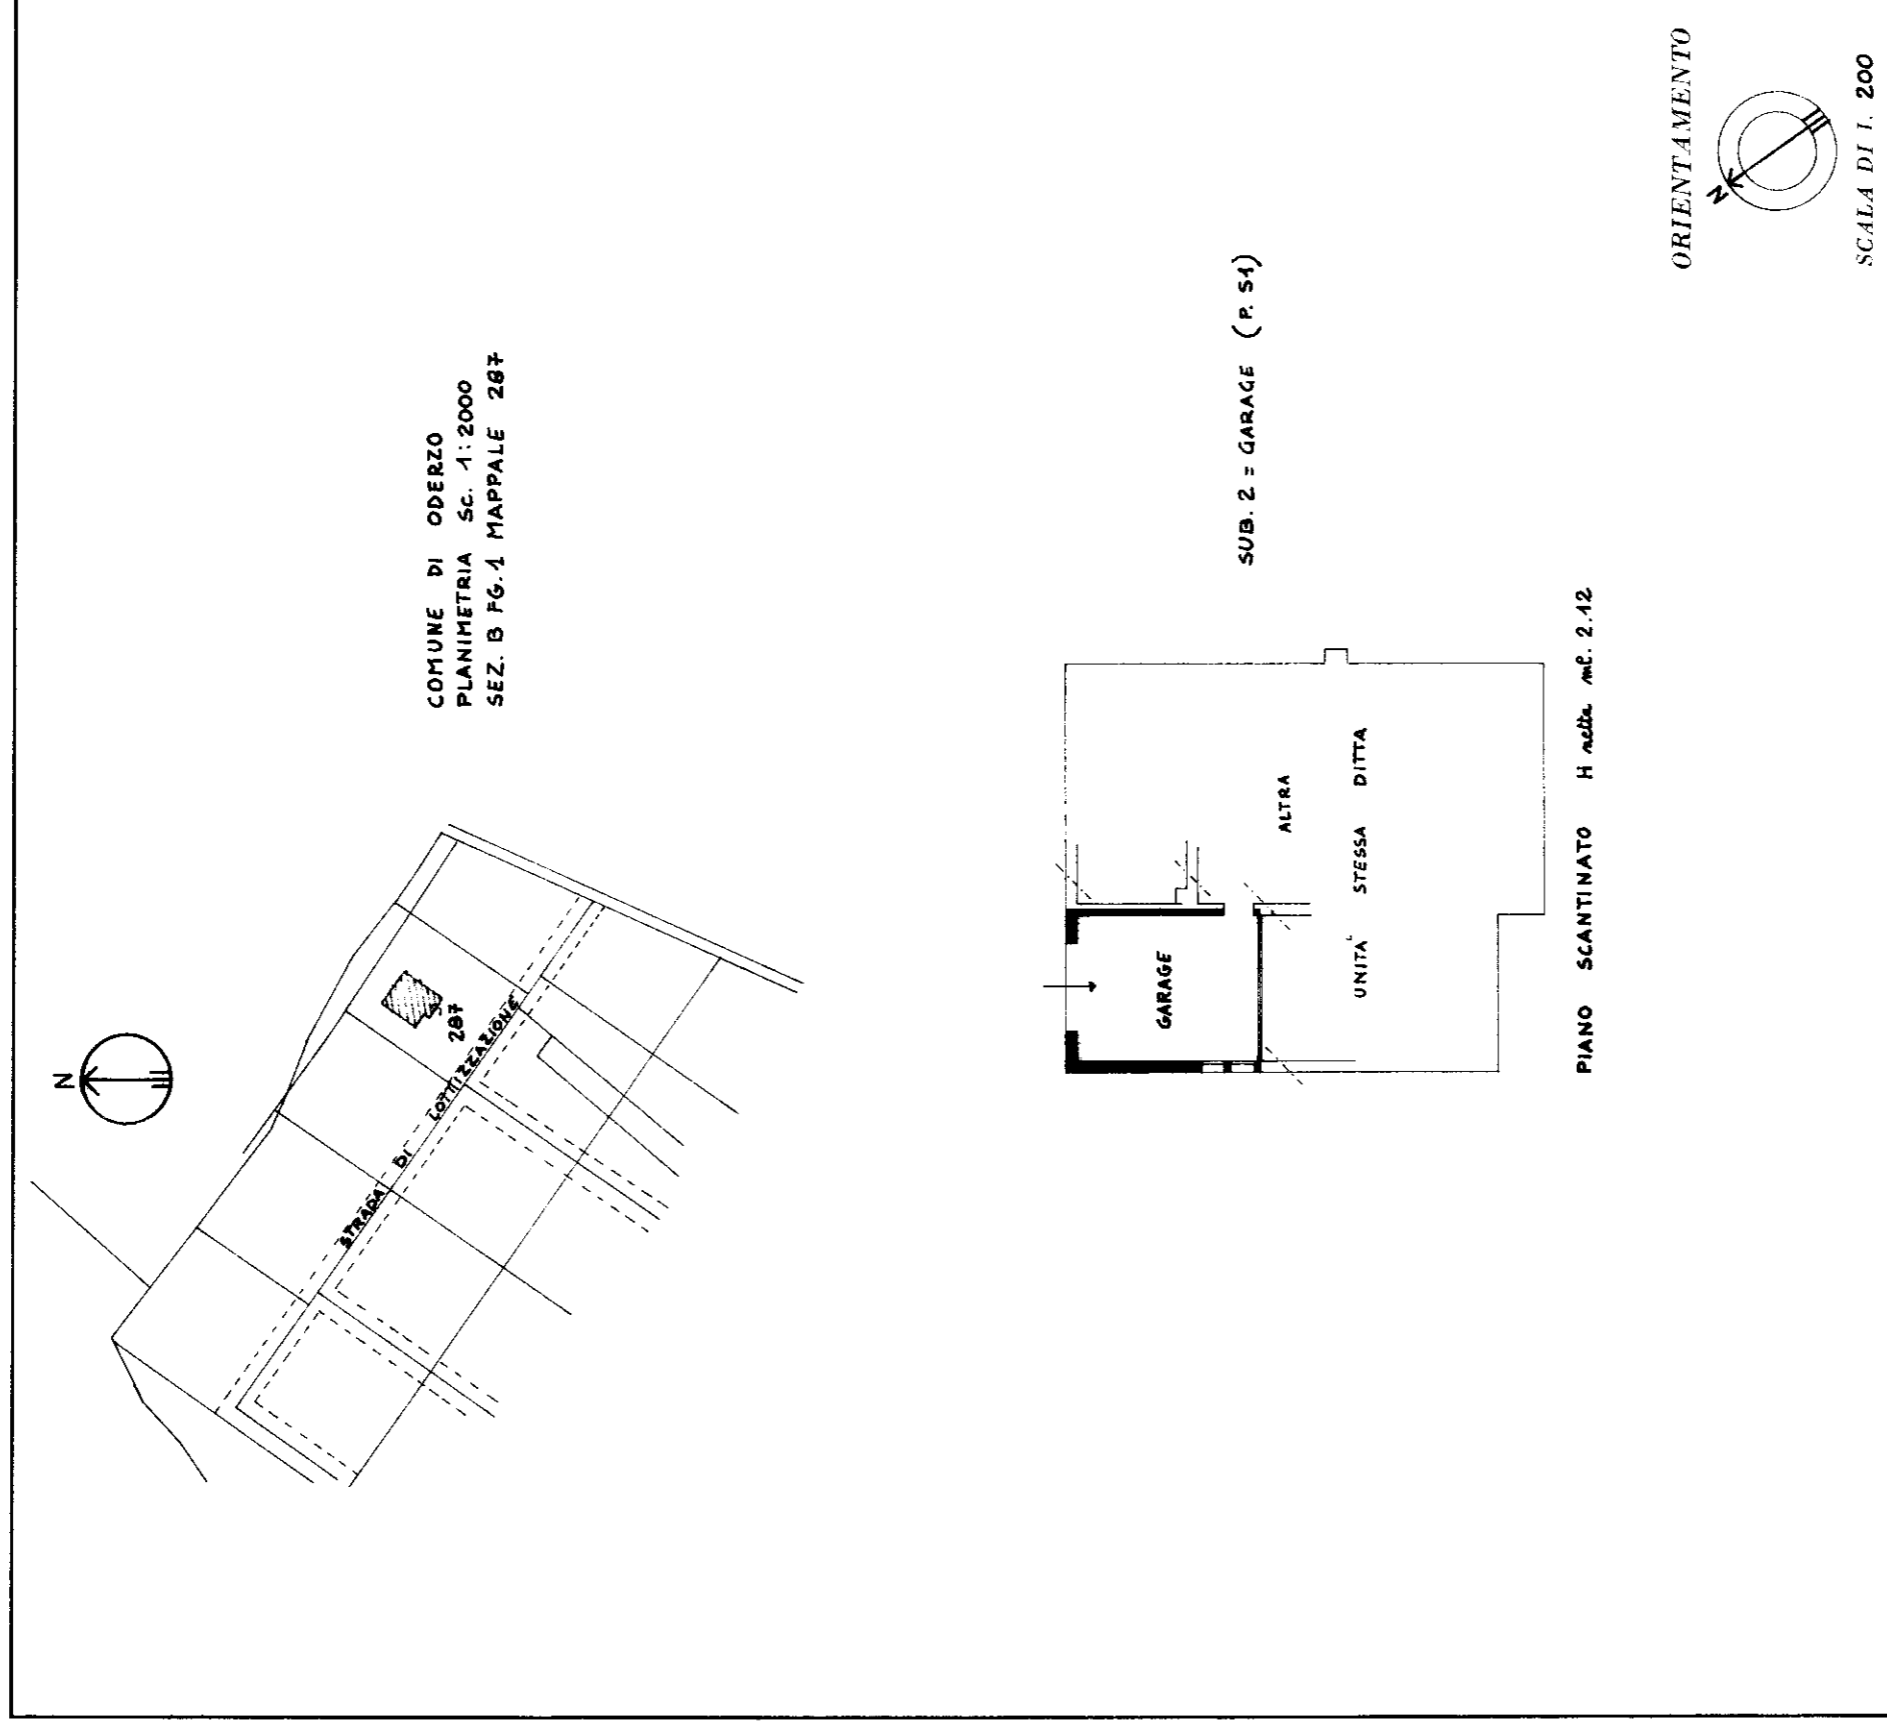 N
COMUNE DI ODERZO
PLANIMETRIA Sc. 1:2000
SEZ. B FG. 1 MAPPALE 287
287
STRADA DI LOTTIZZAZIONE
SUB. 2 = GARAGE (P. S1)
GARAGE
ALTRA
UNITA' STESSA DITTA
PIANO SCANTINATO H netta ml. 2.12
ORIENTAMENTO
N
SCALA DI 1. 200